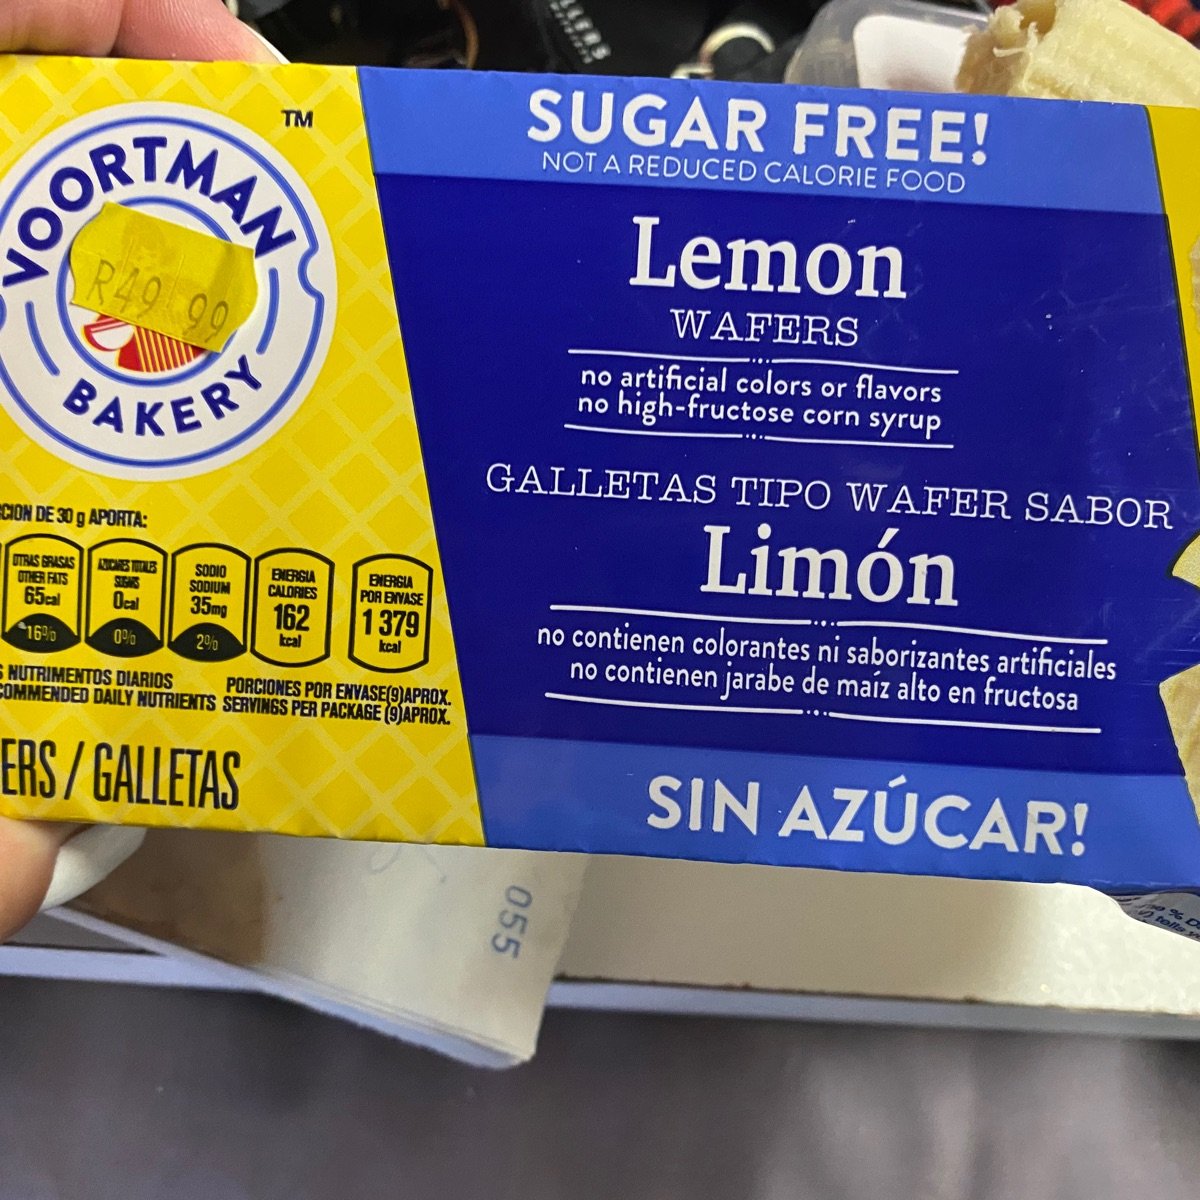 VOORTMAN
BAKERY
TM
R49.99
SUGAR FREE!
NOT A REDUCED CALORIE FOOD
Lemon
WAFERS
no artificial colors or flavors
no high-fructose corn syrup
GALLETAS TIPO WAFER SABOR
Limón
no contienen colorantes ni saborizantes artificiales
no contienen jarabe de maíz alto en fructosa
SIN AZÚCAR!
CION DE 30 g APORTA:
OTRAS GRASAS
OTHER FATS
65cal
16%
AZUCARES TOTALES
SUGARS
0cal
0%
SODIO
SODIUM
35mg
2%
ENERGIA
CALORIES
162
kcal
ENERGIA
POR ENVASE
1 379
kcal
S NUTRIMENTOS DIARIOS
COMMENDED DAILY NUTRIENTS
PORCIONES POR ENVASE(9)APROX.
SERVINGS PER PACKAGE (9)APROX.
ERS / GALLETAS
055